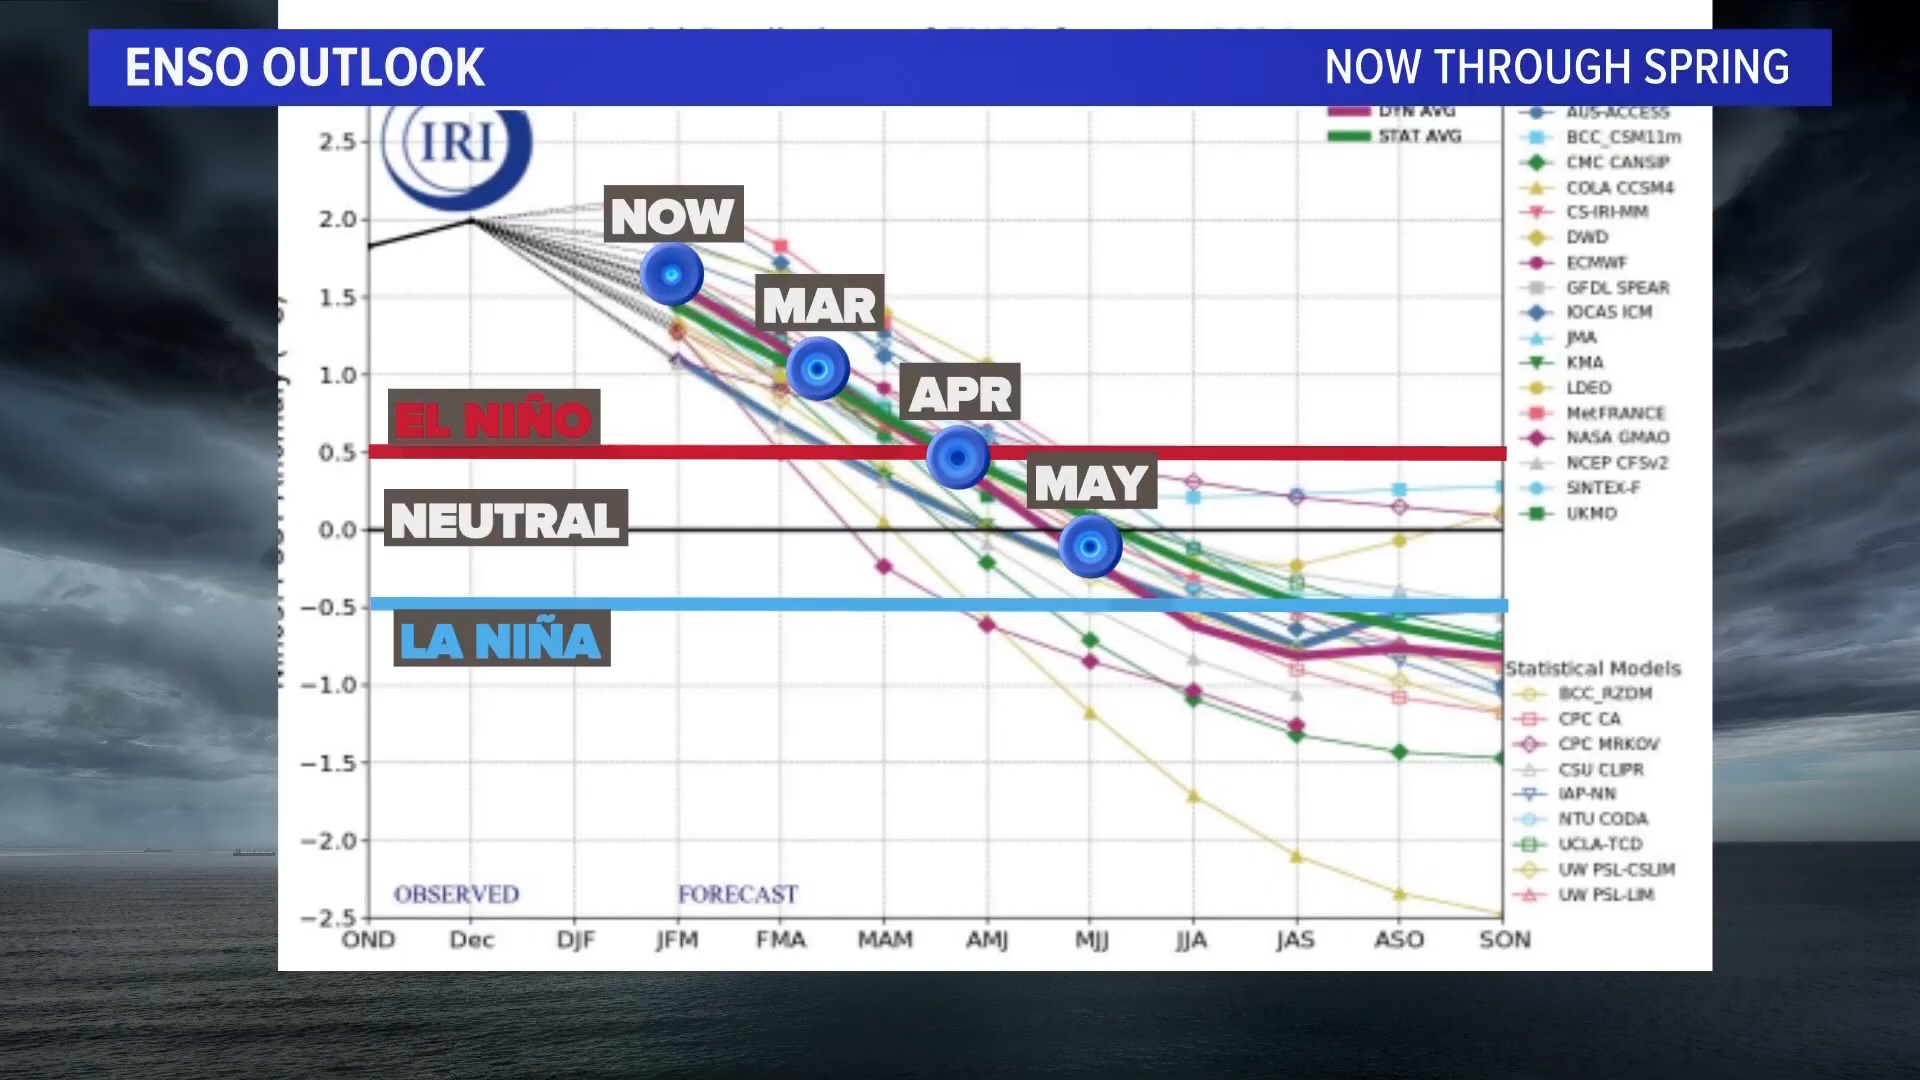 ENSO OUTLOOK
NOW THROUGH SPRING
IRI
DYN AVG
STAT AVG
AUS-ACCESS
BCC_CSM11m
CMC CANSIP
COLA CCSM4
CS-IRI-MM
DWD
ECMWF
GFDL SPEAR
IOCAS ICM
JMA
KMA
LDEO
MetFRANCE
NASA GMAO
NCEP CFSv2
SINTEX-F
UKMO
2.5
2.0
1.5
1.0
0.5
0.0
−0.5
−1.0
−1.5
−2.0
−2.5
NOW
MAR
APR
MAY
EL NIÑO
NEUTRAL
LA NIÑA
Statistical Models
BCC_RZDM
CPC CA
CPC MRKOV
CSU CLIPR
IAP-NN
NTU CODA
UCLA-TCD
UW PSL-CSLIM
UW PSL-LIM
OBSERVED
FORECAST
OND Dec DJF JFM FMA MAM AMJ MJJ JJA JAS ASO SON